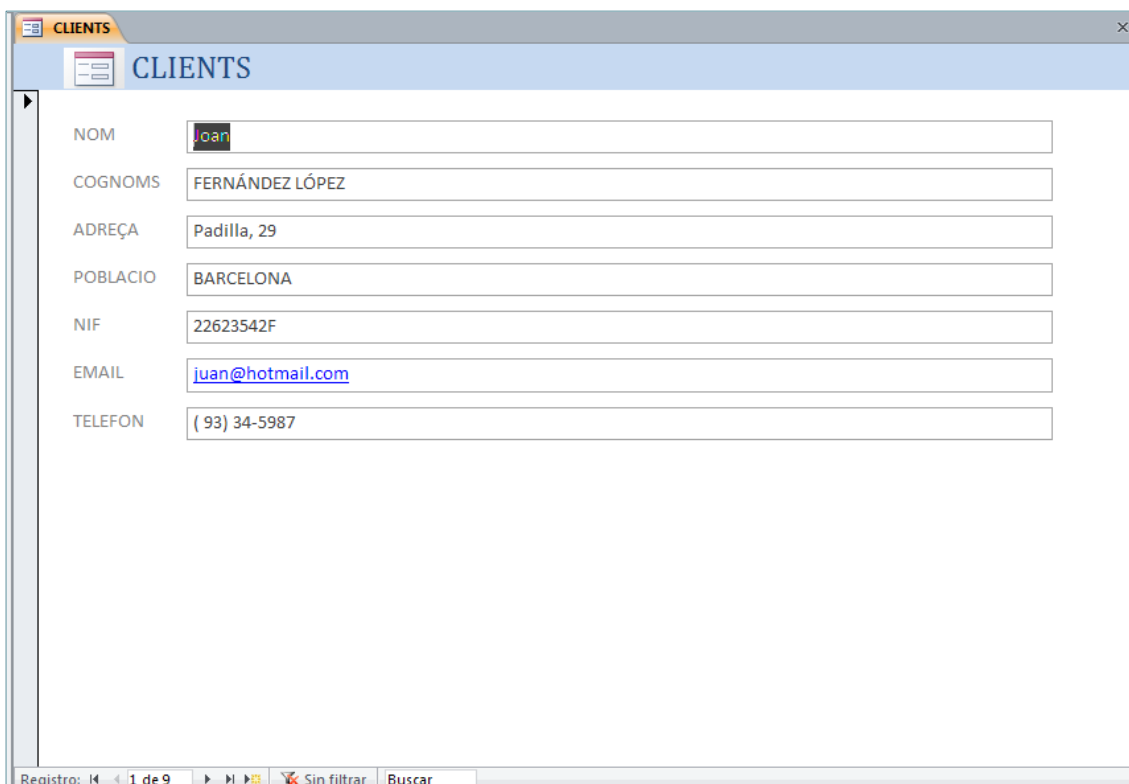 CLIENTS
CLIENTS
NOM Joan
COGNOMS FERNÁNDEZ LÓPEZ
ADREÇA Padilla, 29
POBLACIO BARCELONA
NIF 22623542F
EMAIL juan@hotmail.com
TELEFON ( 93) 34-5987
Registro: 1 de 9 Sin filtrar Buscar